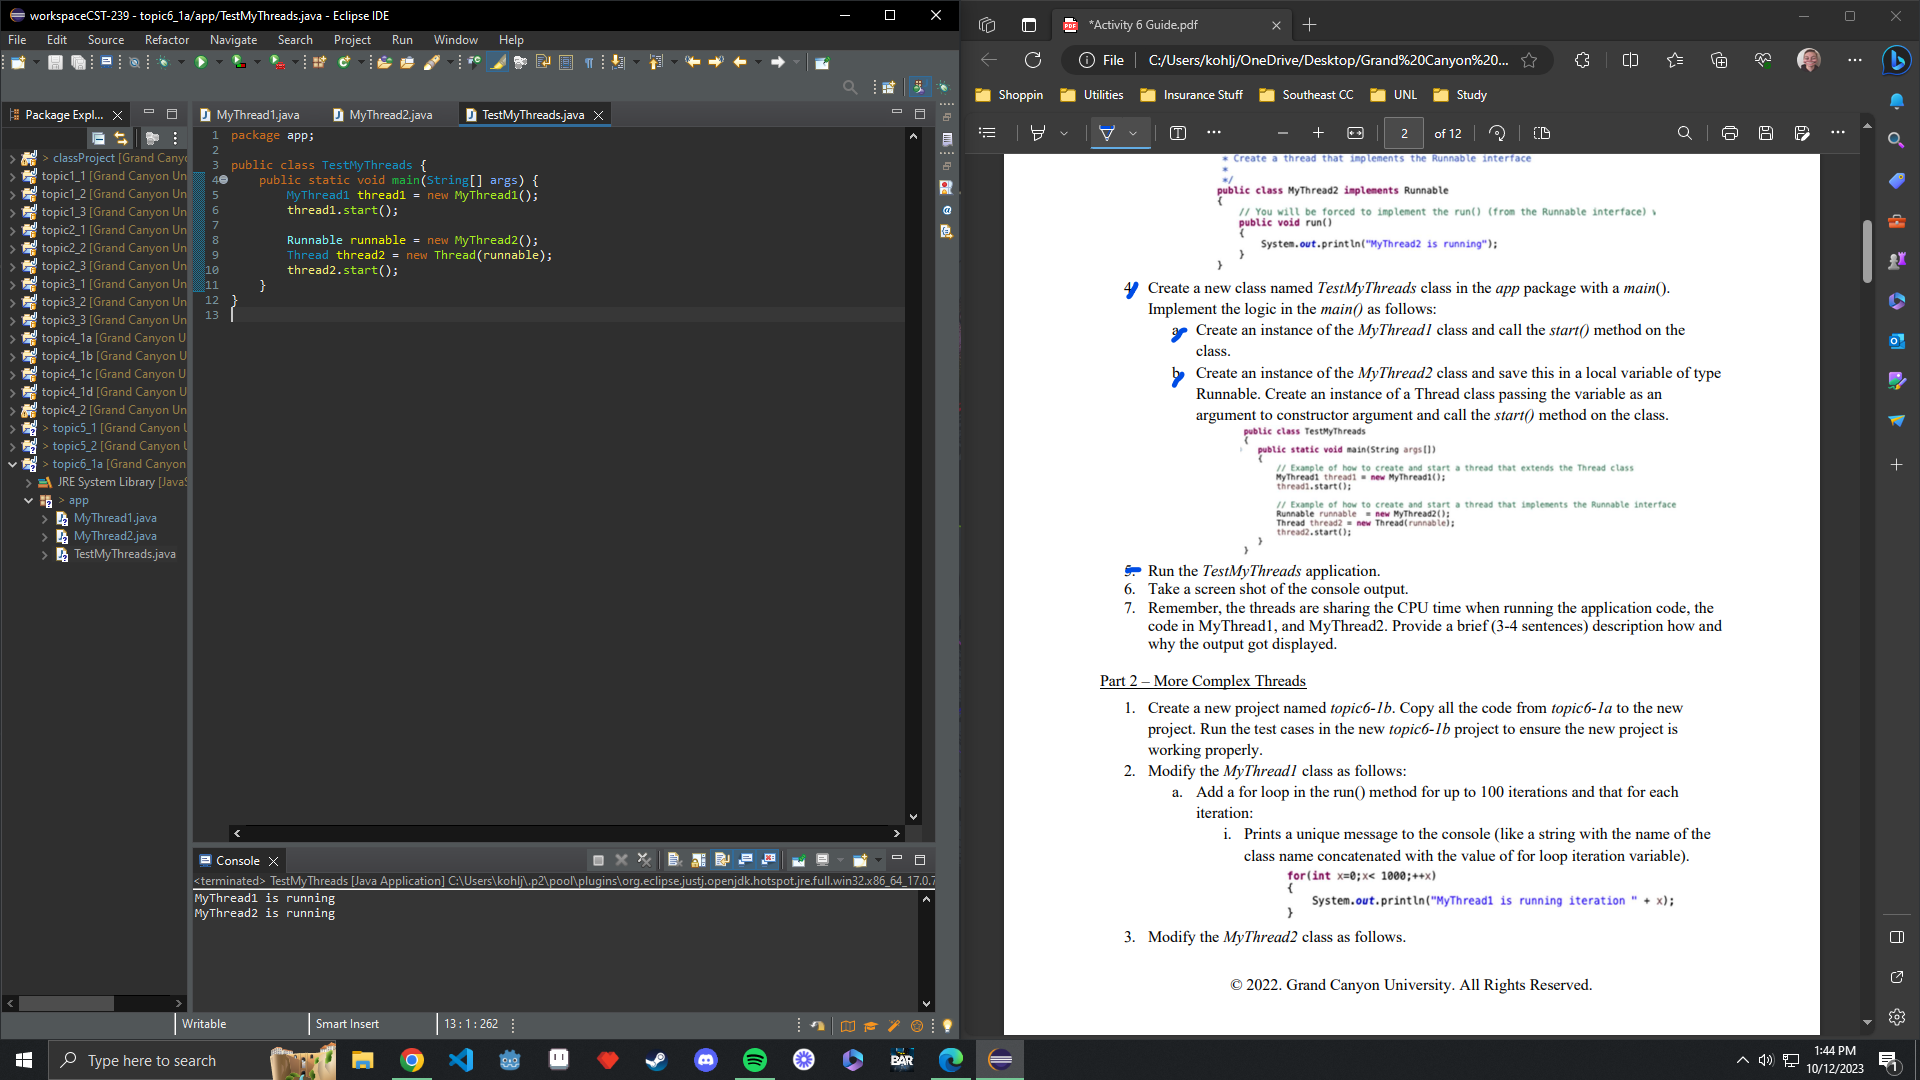 workspaceCST-239 - topic6_1a/app/TestMyThreads.java - Eclipse IDE
File Edit Source Refactor Navigate Search Project Run Window Help
Package Expl...
> classProject [Grand Cany
topic1_1 [Grand Canyon U
topic1_2 [Grand Canyon U
topic1_3 [Grand Canyon U
topic2_1 [Grand Canyon U
topic2_2 [Grand Canyon U
topic2_3 [Grand Canyon U
topic3_1 [Grand Canyon U
topic3_2 [Grand Canyon U
topic3_3 [Grand Canyon U
topic4_1a [Grand Canyon U
topic4_1b [Grand Canyon U
topic4_1c [Grand Canyon U
topic4_1d [Grand Canyon U
topic4_2 [Grand Canyon Un
> topic5_1 [Grand Canyon U
> topic5_2 [Grand Canyon U
> topic6_1a [Grand Canyon
JRE System Library [JavaS
> app
MyThread1.java
MyThread2.java
TestMyThreads.java
MyThread1.java MyThread2.java TestMyThreads.java
1 package app;
2
3 public class TestMyThreads {
4 public static void main(String[] args) {
5 MyThread1 thread1 = new MyThread1();
6 thread1.start();
7
8 Runnable runnable = new MyThread2();
9 Thread thread2 = new Thread(runnable);
10 thread2.start();
11 }
12 }
13
Console
<terminated> TestMyThreads [Java Application] C:\Users\kohlj\.p2\pool\plugins\org.eclipse.justj.openjdk.hotspot.jre.full.win32.x86_64_17.0.7
MyThread1 is running
MyThread2 is running
Writable Smart Insert 13 : 1 : 262
*Activity 6 Guide.pdf
File C:/Users/kohlj/OneDrive/Desktop/Grand%20Canyon%20...
Shoppin Utilities Insurance Stuff Southeast CC UNL Study
2 of 12
* Create a thread that implements the Runnable interface
*
*/
public class MyThread2 implements Runnable
{
// You will be forced to implement the run() (from the Runnable interface)
public void run()
{
System.out.println("MyThread2 is running");
}
}
4. Create a new class named TestMyThreads class in the app package with a main().
Implement the logic in the main() as follows:
a. Create an instance of the MyThread1 class and call the start() method on the
class.
b. Create an instance of the MyThread2 class and save this in a local variable of type
Runnable. Create an instance of a Thread class passing the variable as an
argument to constructor argument and call the start() method on the class.
public class TestMyThreads
{
public static void main(String args[])
{
// Example of how to create and start a thread that extends the Thread class
MyThread1 thread1 = new MyThread1();
thread1.start();
// Example of how to create and start a thread that implements the Runnable interface
Runnable runnable = new MyThread2();
Thread thread2 = new Thread(runnable);
thread2.start();
}
}
5. Run the TestMyThreads application.
6. Take a screen shot of the console output.
7. Remember, the threads are sharing the CPU time when running the application code, the
code in MyThread1, and MyThread2. Provide a brief (3-4 sentences) description how and
why the output got displayed.
Part 2 – More Complex Threads
1. Create a new project named topic6-1b. Copy all the code from topic6-1a to the new
project. Run the test cases in the new topic6-1b project to ensure the new project is
working properly.
2. Modify the MyThread1 class as follows:
a. Add a for loop in the run() method for up to 100 iterations and that for each
iteration:
i. Prints a unique message to the console (like a string with the name of the
class name concatenated with the value of for loop iteration variable).
for(int x=0;x< 1000;++x)
{
System.out.println("MyThread1 is running iteration " + x);
}
3. Modify the MyThread2 class as follows.
© 2022. Grand Canyon University. All Rights Reserved.
Type here to search
BAR
1:44 PM
10/12/2023
1